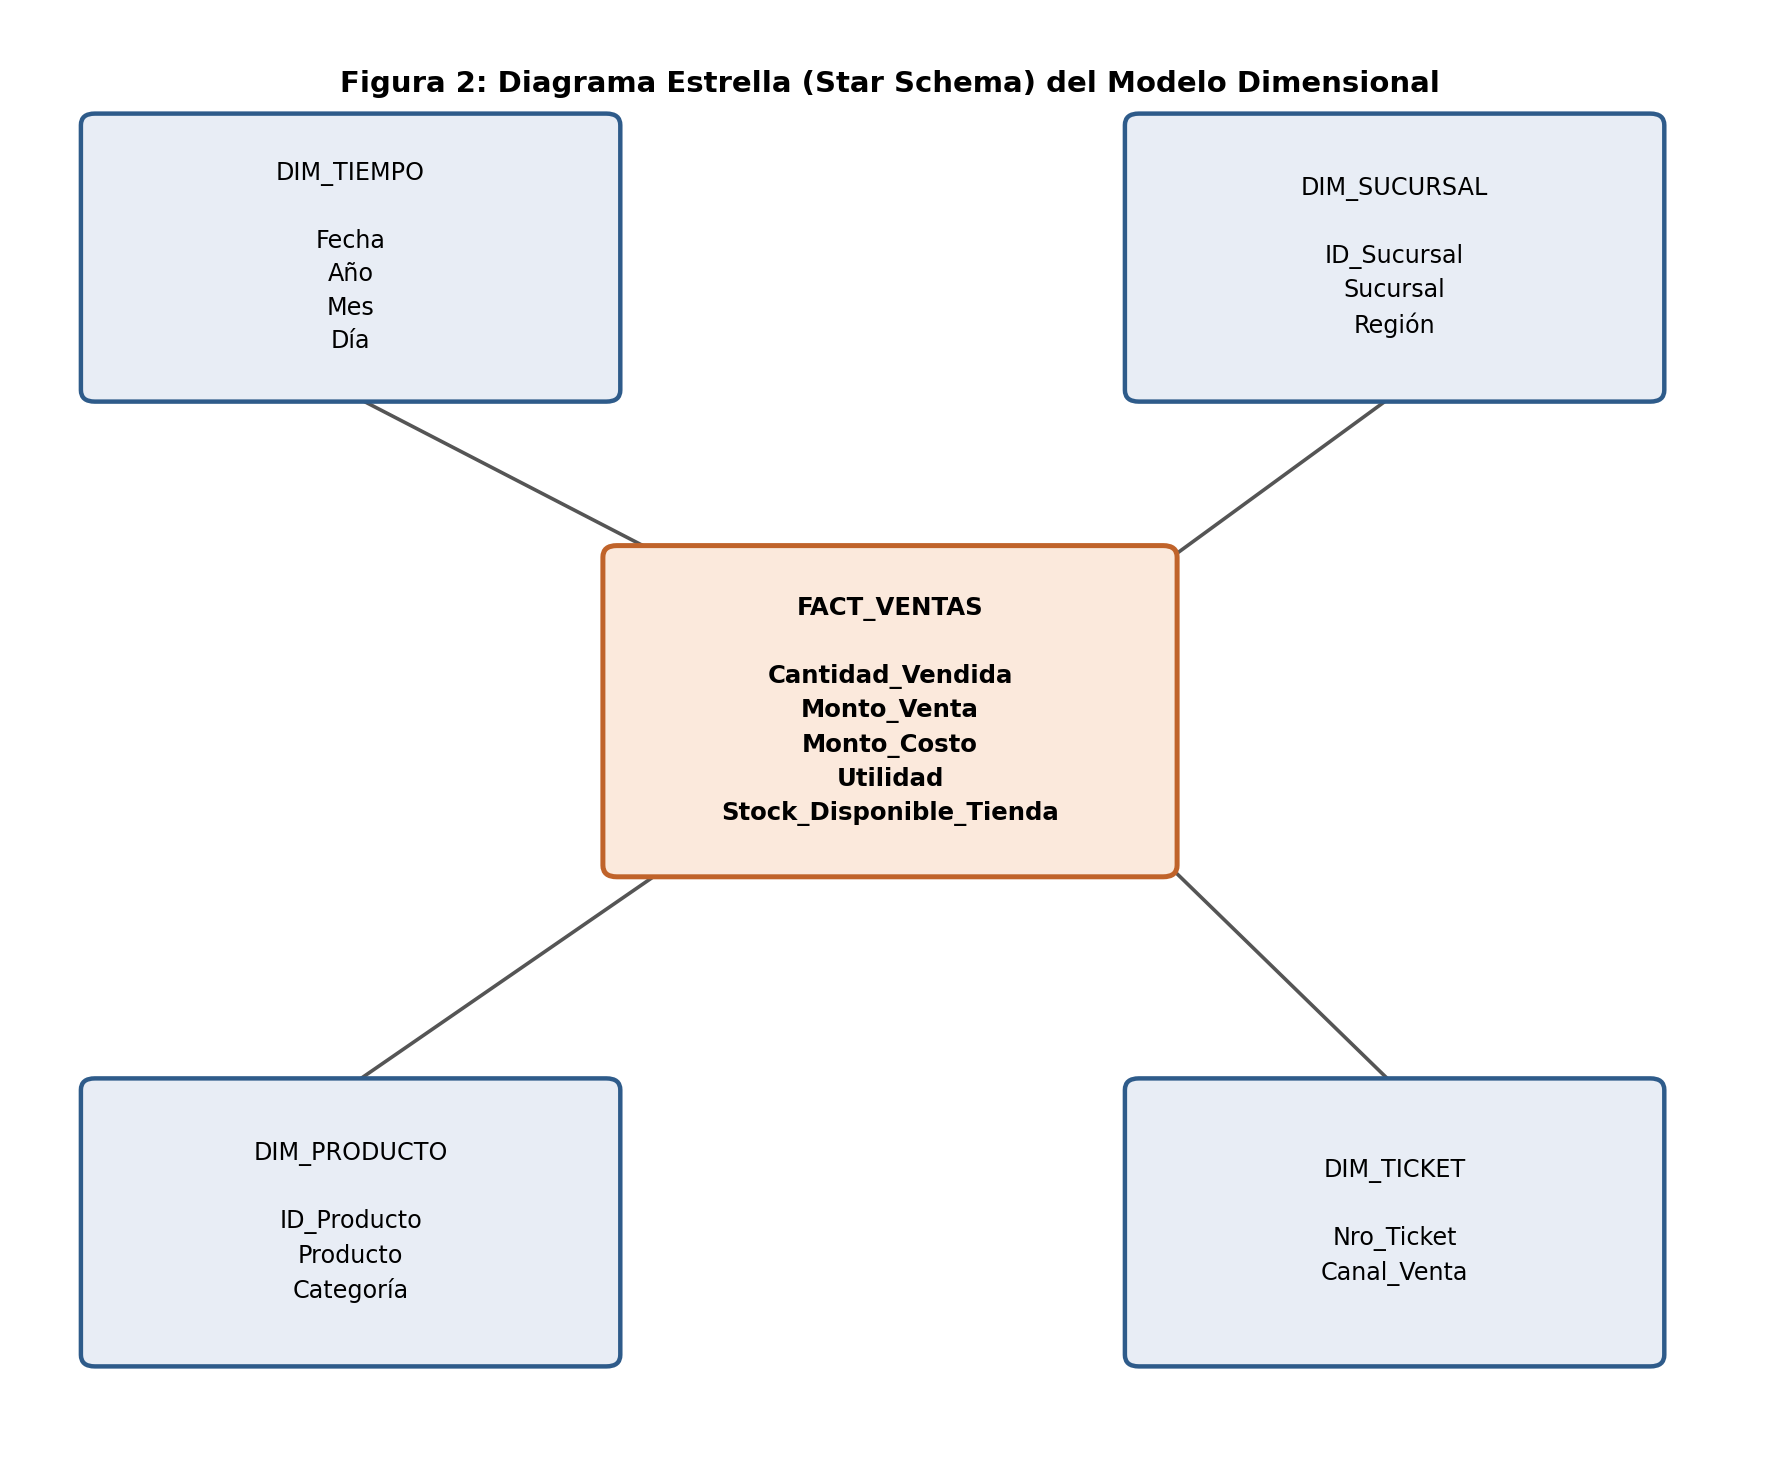 Figura 2: Diagrama Estrella (Star Schema) del Modelo Dimensional
DIM_TIEMPO
Fecha
Año
Mes
Día
DIM_SUCURSAL
ID_Sucursal
Sucursal
Región
FACT_VENTAS
Cantidad_Vendida
Monto_Venta
Monto_Costo
Utilidad
Stock_Disponible_Tienda
DIM_PRODUCTO
ID_Producto
Producto
Categoría
DIM_TICKET
Nro_Ticket
Canal_Venta